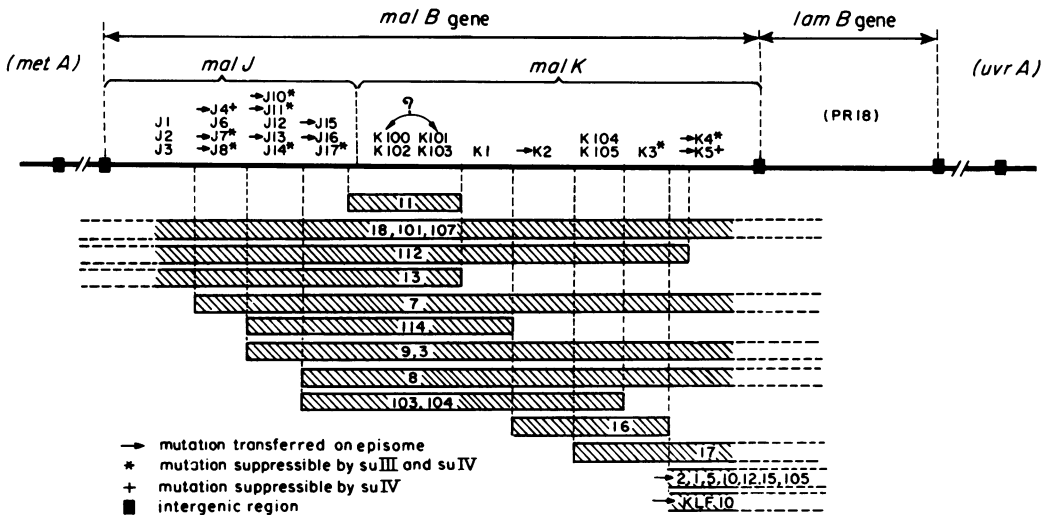 mal B gene
lam B gene
(met A)
(uvr A)
mal J
mal K
(PR18)
?
→J10*
→J4+ →J11*
J1 J6 J12 →J15 K100 K101 K104 →K4*
J2 →J7* →J13 →J16
J3 →J8* J14* J17* K102 K103 K1 →K2 K105 K3* →K5+
11
18,101,107
112
13
7
114
9,3
8
103,104
16
17
→ 2,1,5,10,12,15,105
→ KLF 10
→ mutation transferred on episome
* mutation suppressible by suIII and suIV
+ mutation suppressible by suIV
■ intergenic region